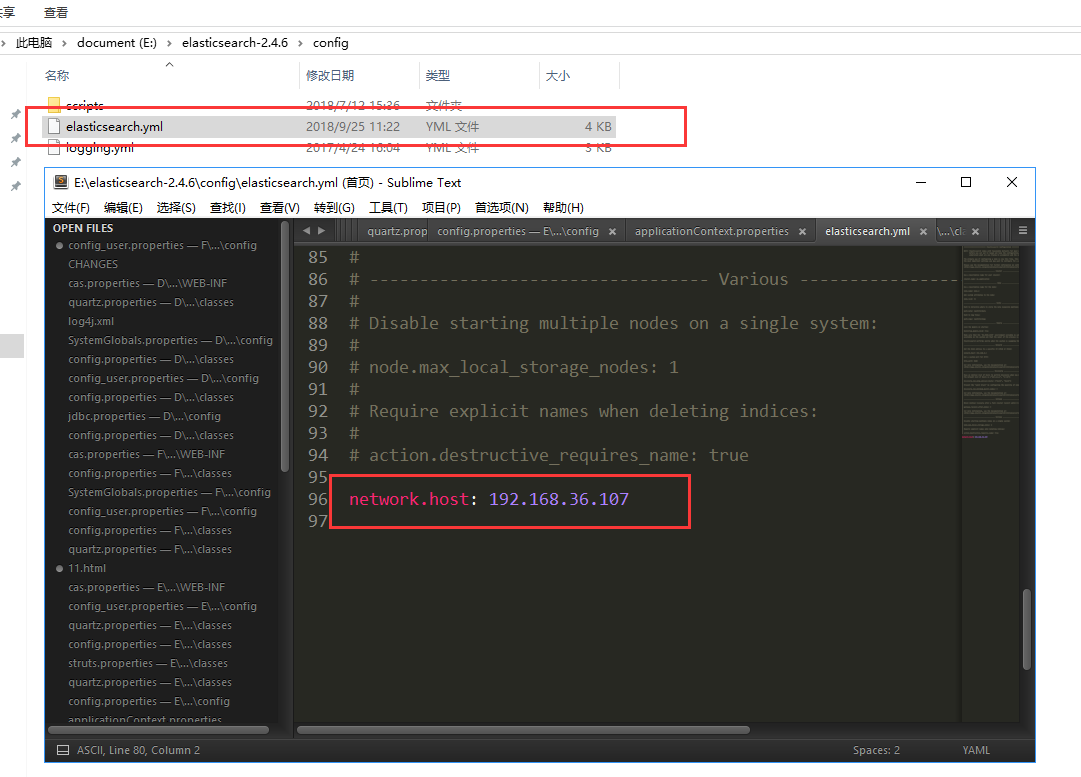 享 查看
此电脑 document (E:) elasticsearch-2.4.6 config
名称 修改日期 类型 大小
scripts 2018/7/12 15:36 文件夹
elasticsearch.yml 2018/9/25 11:22 YML 文件 4 KB
logging.yml 2017/4/24 16:04 YML 文件 3 KB
E:\elasticsearch-2.4.6\config\elasticsearch.yml (首页) - Sublime Text
文件(F) 编辑(E) 选择(S) 查找(I) 查看(V) 转到(G) 工具(T) 项目(P) 首选项(N) 帮助(H)
OPEN FILES
config_user.properties — F\...\config
CHANGES
cas.properties — D\...\WEB-INF
quartz.properties — D\...\classes
log4j.xml
SystemGlobals.properties — D\...\config
config.properties — D\...\classes
config_user.properties — D\...\config
config.properties — D\...\classes
jdbc.properties — D\...\config
config.properties — D\...\classes
cas.properties — F\...\WEB-INF
config.properties — F\...\classes
SystemGlobals.properties — F\...\config
config_user.properties — F\...\config
config.properties — F\...\classes
quartz.properties — F\...\classes
11.html
cas.properties — E\...\WEB-INF
config_user.properties — E\...\config
quartz.properties — E\...\classes
config.properties — E\...\classes
struts.properties — E\...\classes
quartz.properties — E\...\classes
config.properties — E\...\config
applicationContext.properties
quartz.prop config.properties — E\...\config applicationContext.properties elasticsearch.yml \...\cl
85 #
86 # ---------------------------------- Various ----------------
87 #
88 # Disable starting multiple nodes on a single system:
89 #
90 # node.max_local_storage_nodes: 1
91 #
92 # Require explicit names when deleting indices:
93 #
94 # action.destructive_requires_name: true
95
96 network.host: 192.168.36.107
97
ASCII, Line 80, Column 2 Spaces: 2 YAML